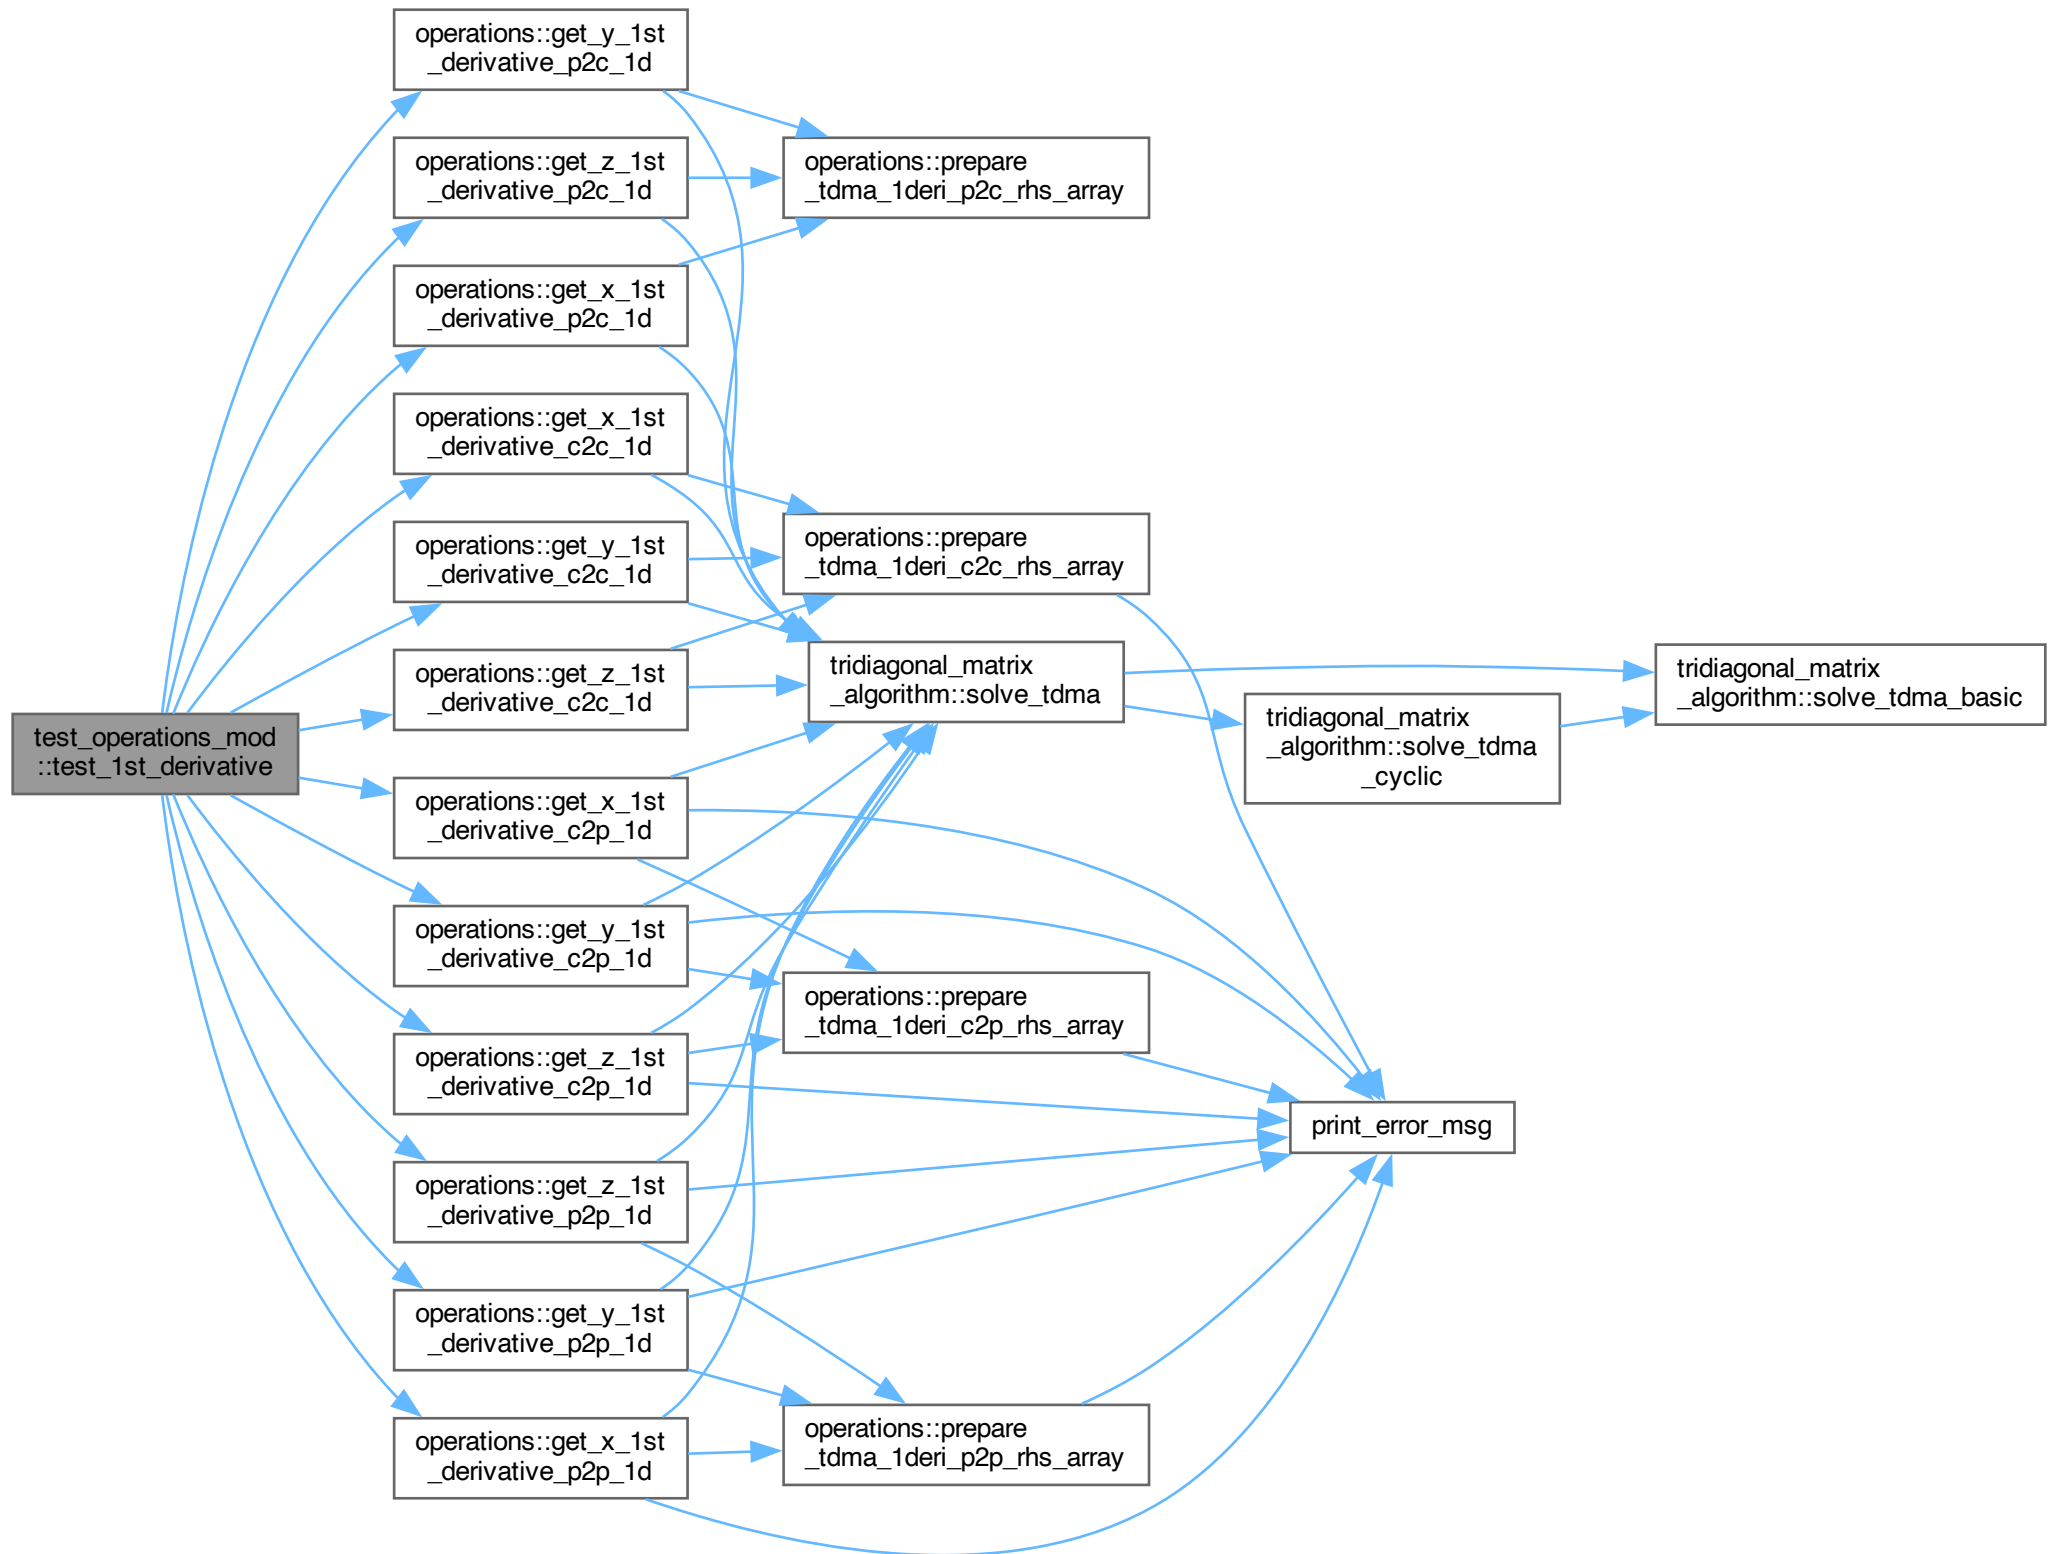 operations::get_y_1st
_derivative_p2c_1d
operations::get_z_1st
_derivative_p2c_1d
operations::get_x_1st
_derivative_p2c_1d
operations::get_x_1st
_derivative_c2c_1d
operations::get_y_1st
_derivative_c2c_1d
operations::get_z_1st
_derivative_c2c_1d
test_operations_mod
::test_1st_derivative
operations::get_x_1st
_derivative_c2p_1d
operations::get_y_1st
_derivative_c2p_1d
operations::get_z_1st
_derivative_c2p_1d
operations::get_z_1st
_derivative_p2p_1d
operations::get_y_1st
_derivative_p2p_1d
operations::get_x_1st
_derivative_p2p_1d
operations::prepare
_tdma_1deri_p2c_rhs_array
operations::prepare
_tdma_1deri_c2c_rhs_array
tridiagonal_matrix
_algorithm::solve_tdma
operations::prepare
_tdma_1deri_c2p_rhs_array
operations::prepare
_tdma_1deri_p2p_rhs_array
tridiagonal_matrix
_algorithm::solve_tdma
_cyclic
print_error_msg
tridiagonal_matrix
_algorithm::solve_tdma_basic